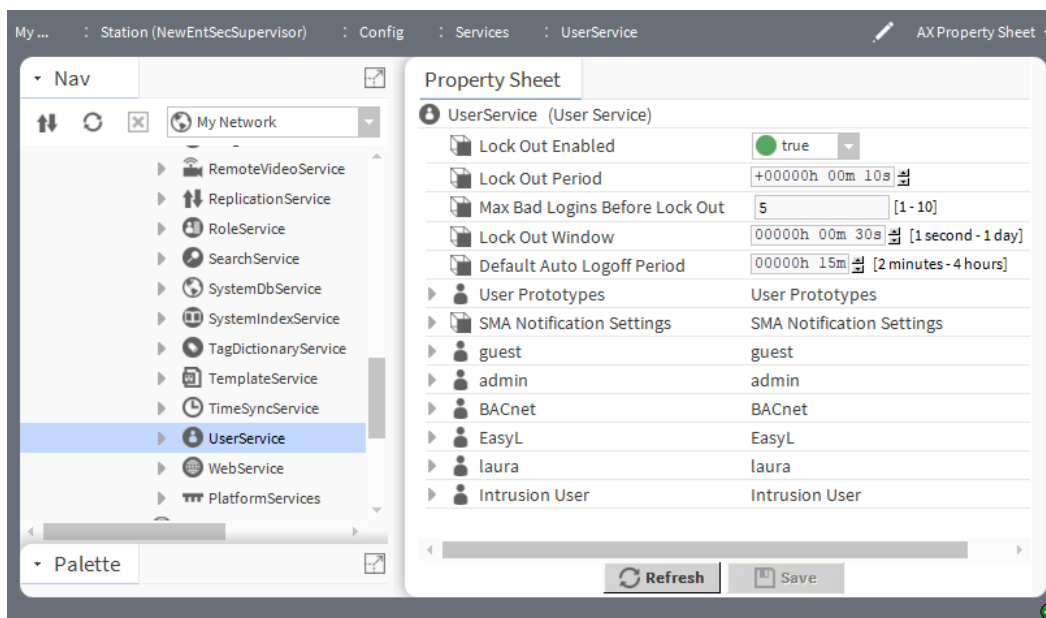 My ... : Station (NewEntSecSupervisor) : Config : Services : UserService AX Property Sheet
Nav
My Network
RemoteVideoService
ReplicationService
RoleService
SearchService
SystemDbService
SystemIndexService
TagDictionaryService
TemplateService
TimeSyncService
UserService
WebService
PlatformServices
Palette
Property Sheet
UserService (User Service)
Lock Out Enabled true
Lock Out Period +00000h 00m 10s
Max Bad Logins Before Lock Out 5 [1 - 10]
Lock Out Window 00000h 00m 30s [1 second - 1 day]
Default Auto Logoff Period 00000h 15m [2 minutes - 4 hours]
User Prototypes User Prototypes
SMA Notification Settings SMA Notification Settings
guest guest
admin admin
BACnet BACnet
EasyL EasyL
laura laura
Intrusion User Intrusion User
Refresh Save